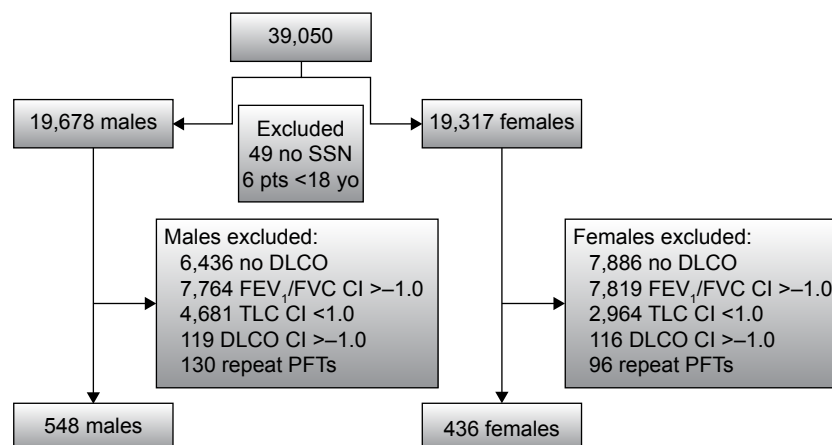 39,050
19,678 males
Excluded
49 no SSN
6 pts <18 yo
19,317 females
Males excluded:
6,436 no DLCO
7,764 FEV₁/FVC CI >–1.0
4,681 TLC CI <1.0
119 DLCO CI >–1.0
130 repeat PFTs
Females excluded:
7,886 no DLCO
7,819 FEV₁/FVC CI >–1.0
2,964 TLC CI <1.0
116 DLCO CI >–1.0
96 repeat PFTs
548 males
436 females